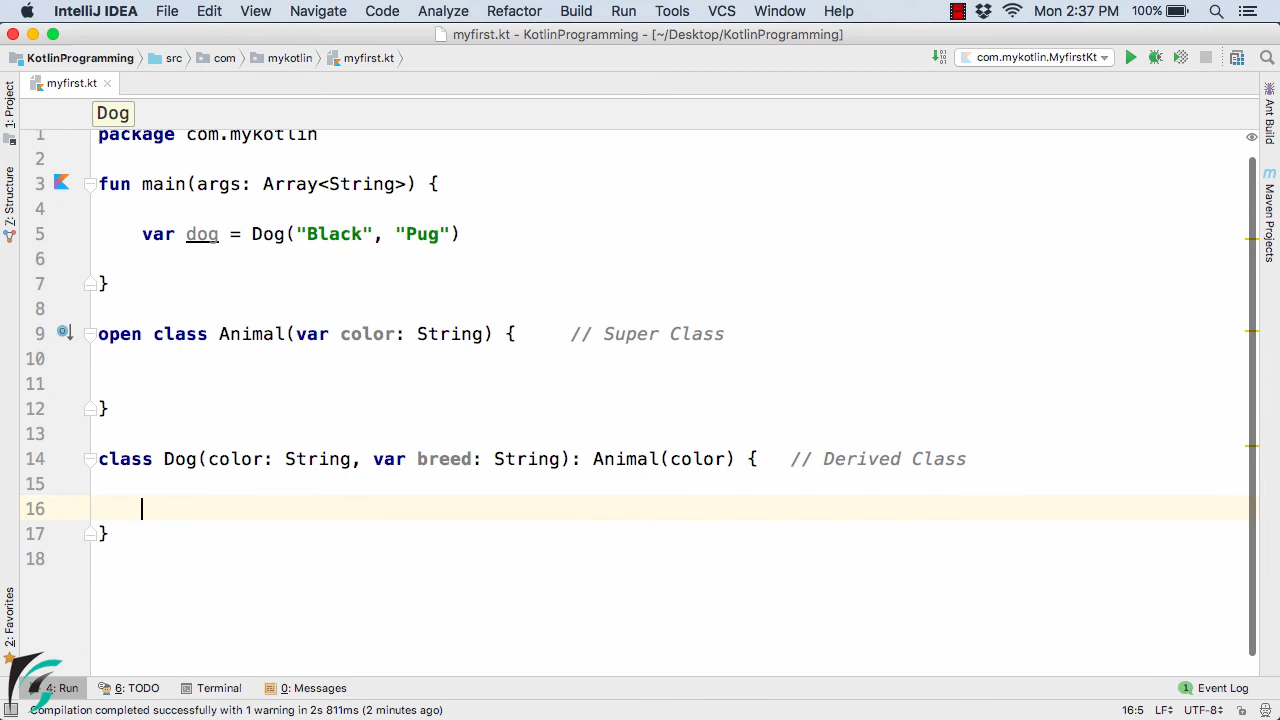 IntelliJ IDEA File Edit View Navigate Code Analyze Refactor Build Run Tools VCS Window Help Mon 2:37 PM 100%
myfirst.kt - KotlinProgramming - [~/Desktop/KotlinProgramming]
KotlinProgramming src com mykotlin myfirst.kt com.mykotlin.MyfirstKt
myfirst.kt
Dog
1 package com.mykotlin
2
3 fun main(args: Array<String>) {
4
5 var dog = Dog("Black", "Pug")
6
7 }
8
9 open class Animal(var color: String) { // Super Class
10
11
12 }
13
14 class Dog(color: String, var breed: String): Animal(color) { // Derived Class
15
16
17 }
18
1: Project
7: Structure
2: Favorites
Ant Build
Maven Projects
4: Run 6: TODO Terminal 0: Messages 1 Event Log
Compilation completed successfully with 1 warning in 2s 811ms (2 minutes ago) 16:5 LF UTF-8